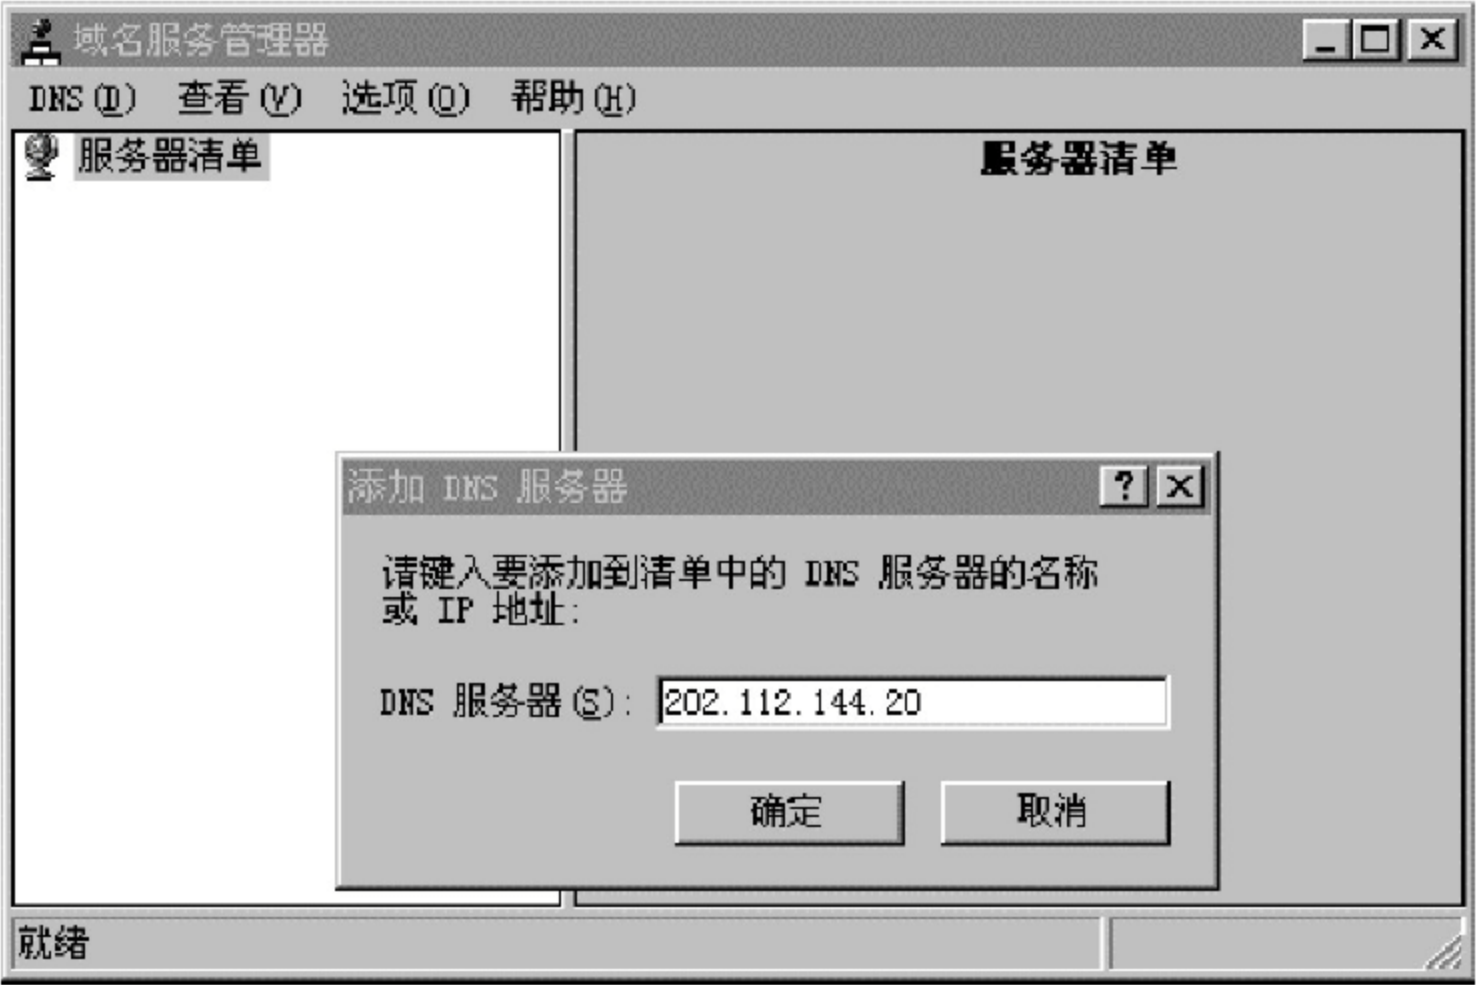 域名服务管理器
DNS(D) 查看(V) 选项(O) 帮助(H)
服务器清单
服务器清单
添加 DNS 服务器
请键入要添加到清单中的 DNS 服务器的名称
或 IP 地址:
DNS 服务器(S): 202.112.144.20
确定 取消
就绪